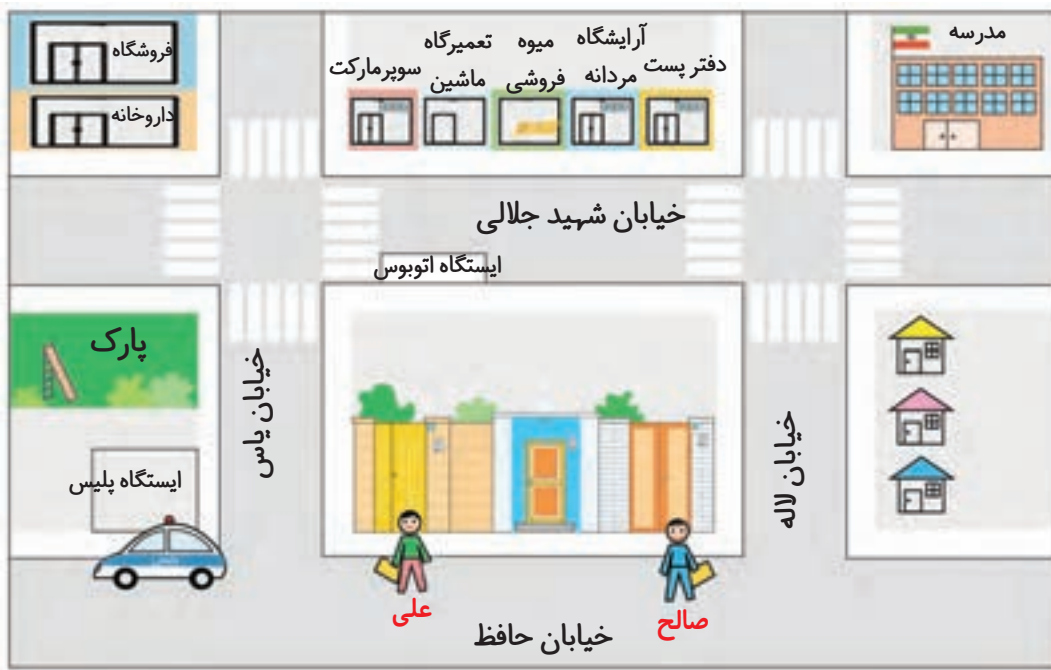 مدرسه
دفتر پست
آرایشگاه
مردانه
میوه
فروشی
تعمیرگاه
ماشین
سوپرمارکت
فروشگاه
داروخانه
خیابان شهید جلالی
ایستگاه اتوبوس
پارک
خیابان یاس
خیابان لاله
ایستگاه پلیس
صالح
علی
خیابان حافظ